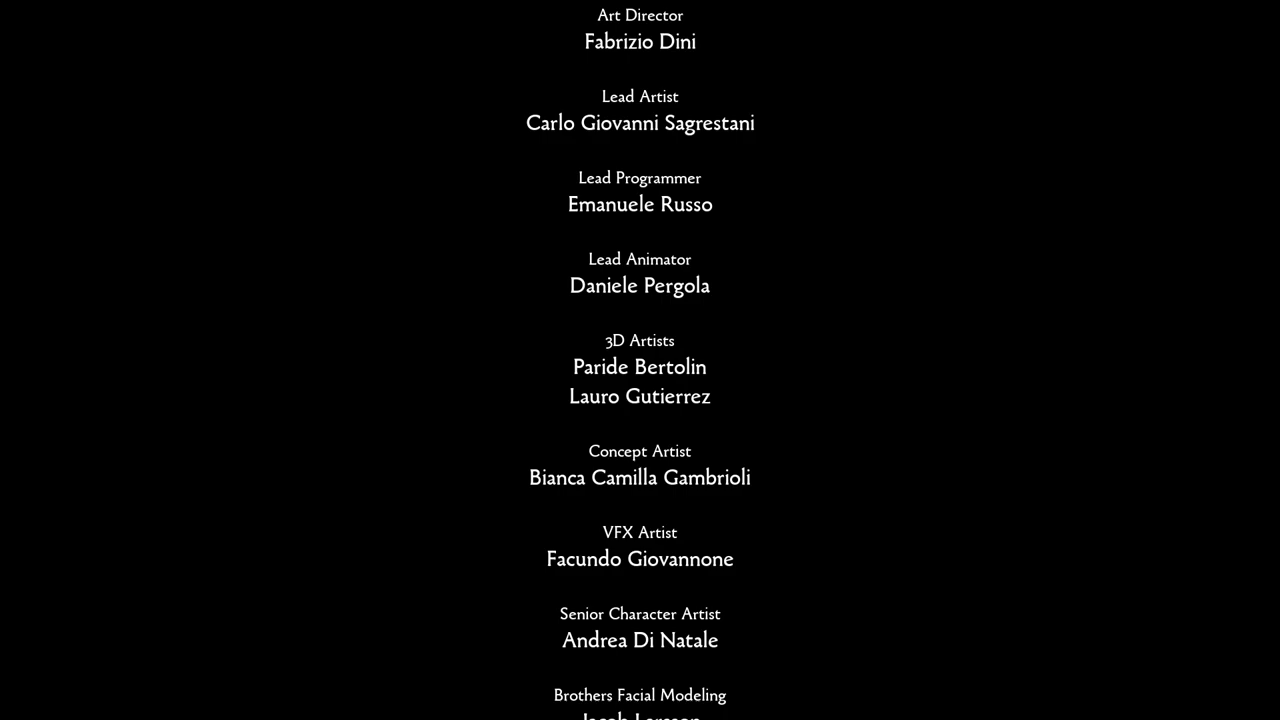 Art Director
Fabrizio Dini
Lead Artist
Carlo Giovanni Sagrestani
Lead Programmer
Emanuele Russo
Lead Animator
Daniele Pergola
3D Artists
Paride Bertolin
Lauro Gutierrez
Concept Artist
Bianca Camilla Gambrioli
VFX Artist
Facundo Giovannone
Senior Character Artist
Andrea Di Natale
Brothers Facial Modeling